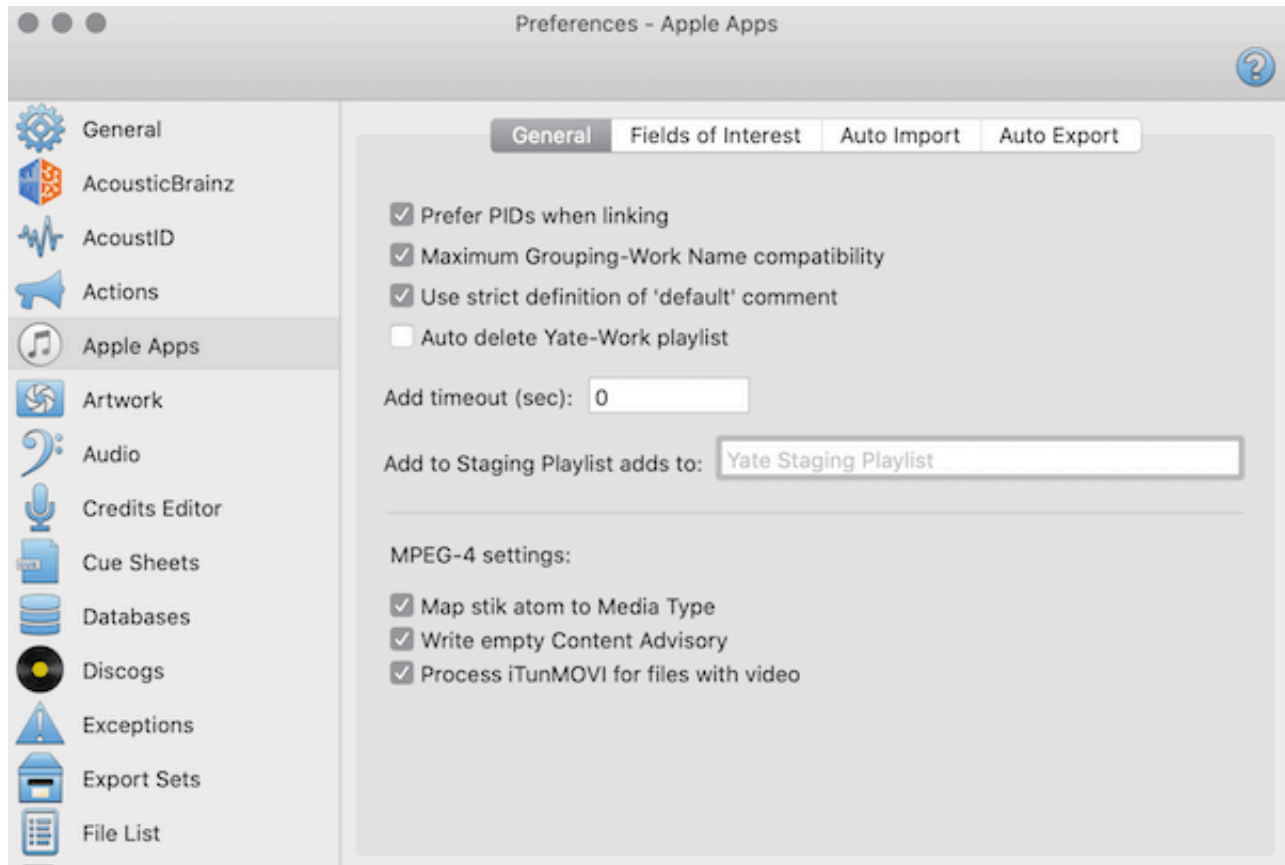 Preferences - Apple Apps
General
AcousticBrainz
AcoustID
Actions
Apple Apps
Artwork
Audio
Credits Editor
Cue Sheets
Databases
Discogs
Exceptions
Export Sets
File List
General Fields of Interest Auto Import Auto Export
Prefer PIDs when linking
Maximum Grouping-Work Name compatibility
Use strict definition of 'default' comment
Auto delete Yate-Work playlist
Add timeout (sec): 0
Add to Staging Playlist adds to: Yate Staging Playlist
MPEG-4 settings:
Map stik atom to Media Type
Write empty Content Advisory
Process iTunMOVI for files with video